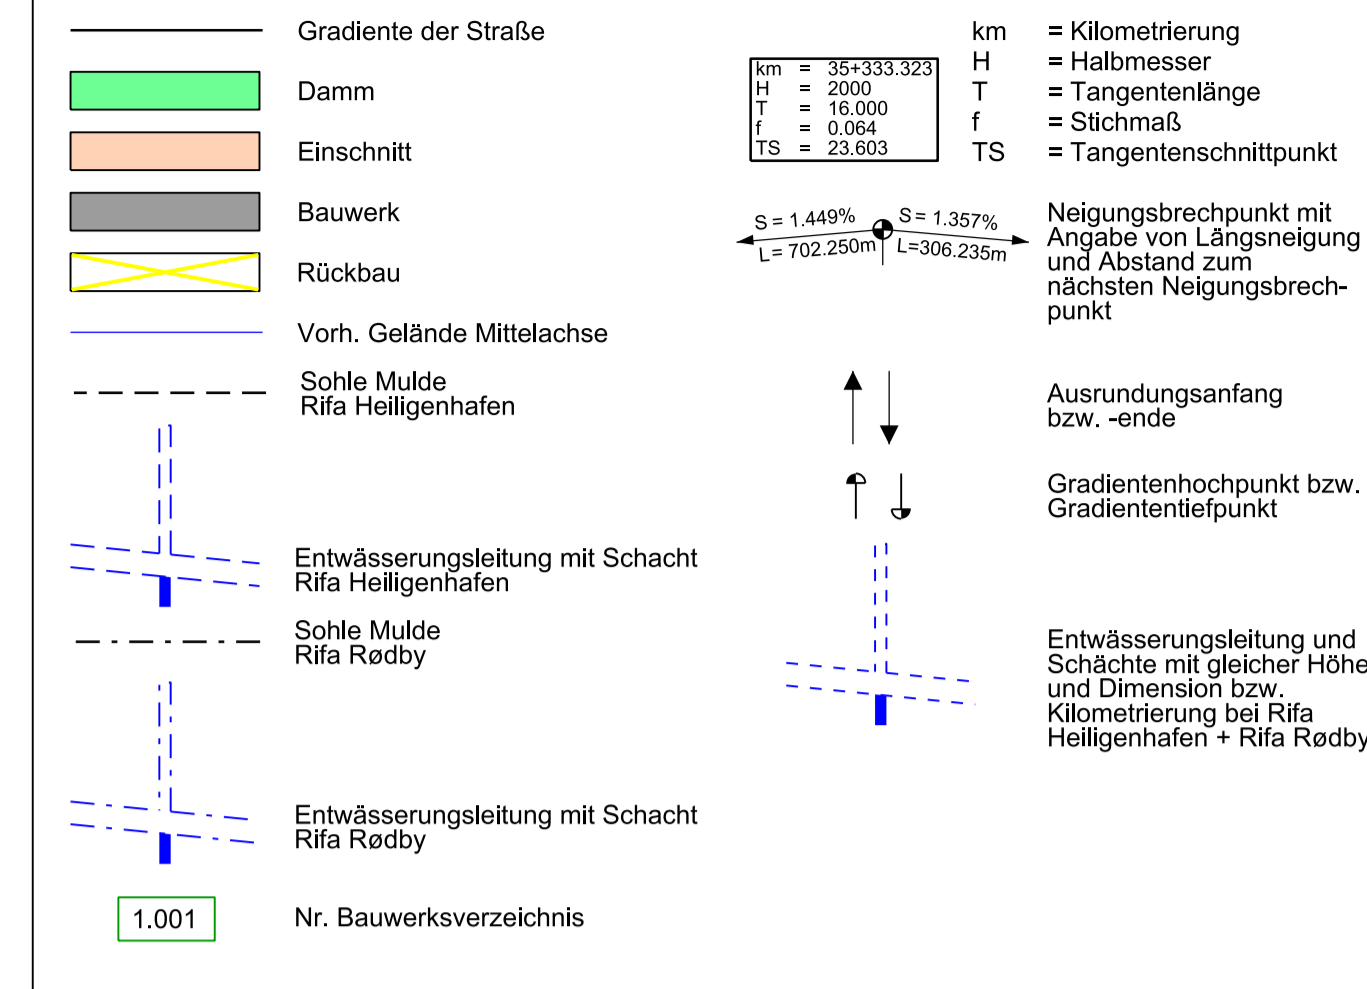 Gradiente der Straße
Damm
Einschnitt
Bauwerk
Rückbau
Vorh. Gelände Mittelachse
Sohle Mulde
Rifa Heiligenhafen
Entwässerungsleitung mit Schacht
Rifa Heiligenhafen
Sohle Mulde
Rifa Rødby
Entwässerungsleitung mit Schacht
Rifa Rødby
1.001 Nr. Bauwerksverzeichnis
km = 35+333.323
H = 2000
T = 16.000
f = 0.064
TS = 23.603
km = Kilometrierung
H = Halbmesser
T = Tangentenlänge
f = Stichmaß
TS = Tangentenschnittpunkt
S = 1.449% S = 1.357%
L = 702.250m L=306.235m
Neigungsbrechpunkt mit
Angabe von Längsneigung
und Abstand zum
nächsten Neigungsbrech-
punkt
Ausrundungsanfang
bzw. -ende
Gradientenhochpunkt bzw.
Gradiententiefpunkt
Entwässerungsleitung und
Schächte mit gleicher Höhe
und Dimension bzw.
Kilometrierung bei Rifa
Heiligenhafen + Rifa Rødby